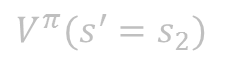 V^π(s' = s₂)